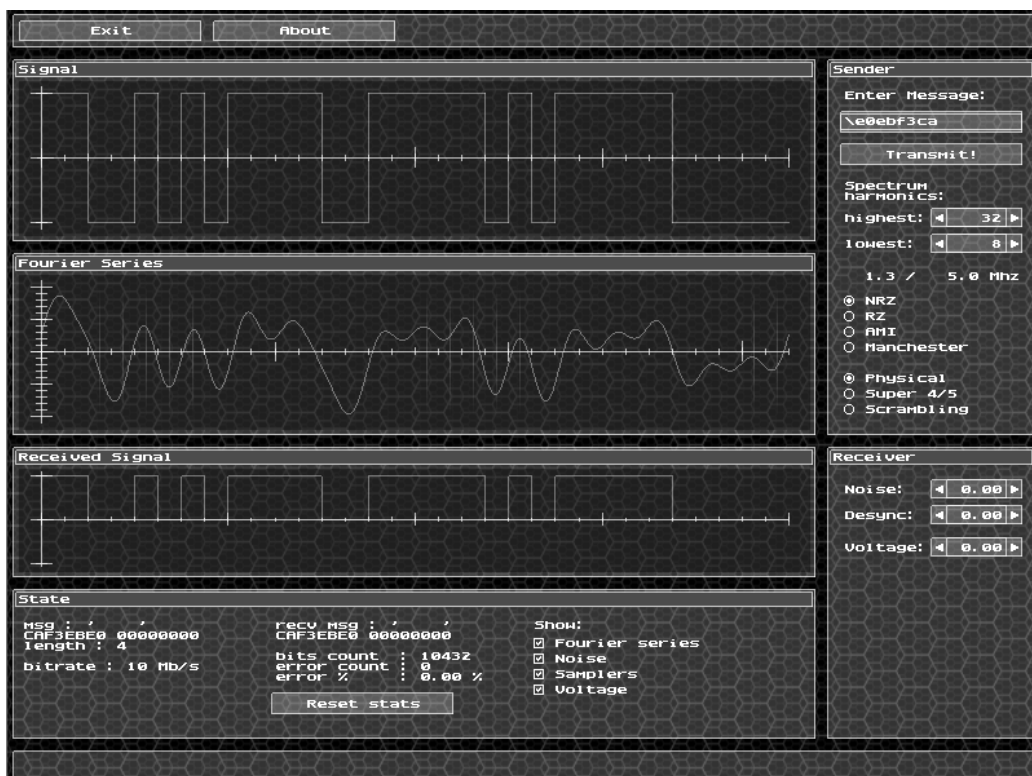 Exit About
Signal
Fourier Series
Received Signal
State
Msg : ' '
CAF3EBE0 00000000
length : 4
bitrate : 10 Mb/s
recv Msg : ' '
CAF3EBE0 00000000
bits count : 10432
error count : 0
error % : 0.00 %
Reset stats
Show:
Fourier series
Noise
Samplers
Voltage
Sender
Enter Message:
\e0ebf3ca
Transmit!
Spectrum
harmonics:
highest: 32
lowest: 8
1.3 / 5.0 Mhz
NRZ
RZ
AMI
Manchester
Physical
Super 4/5
Scrambling
Receiver
Noise: 0.00
Desync: 0.00
Voltage: 0.00